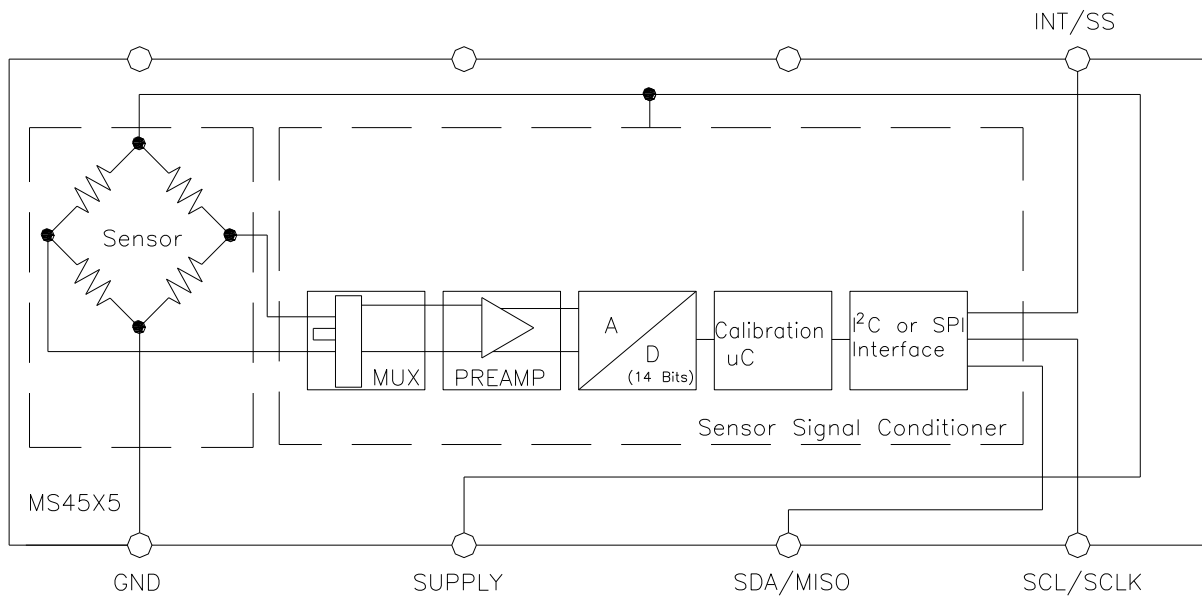 INT/SS
Sensor
A
D
(14 Bits)
MUX
PREAMP
Calibration
uC
I²C or SPI
Interface
Sensor Signal Conditioner
MS45X5
GND
SUPPLY
SDA/MISO
SCL/SCLK